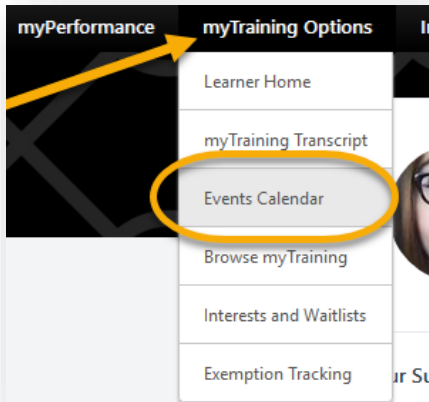 myPerformance myTraining Options
Learner Home
myTraining Transcript
Events Calendar
Browse myTraining
Interests and Waitlists
Exemption Tracking